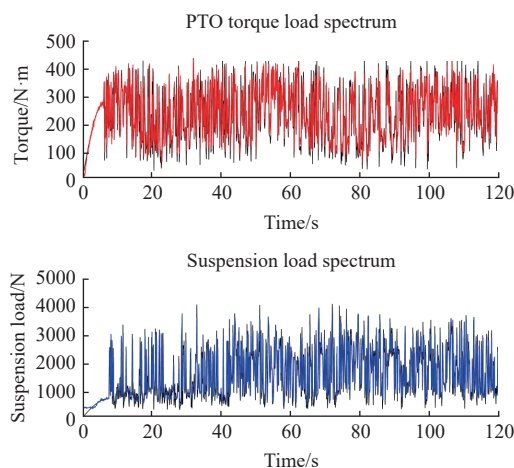 PTO torque load spectrum
500
400
300
200
100
0
Torque/N·m
0 20 40 60 80 100 120
Time/s
Suspension load spectrum
5000
4000
3000
2000
1000
0
Suspension load/N
0 20 40 60 80 100 120
Time/s